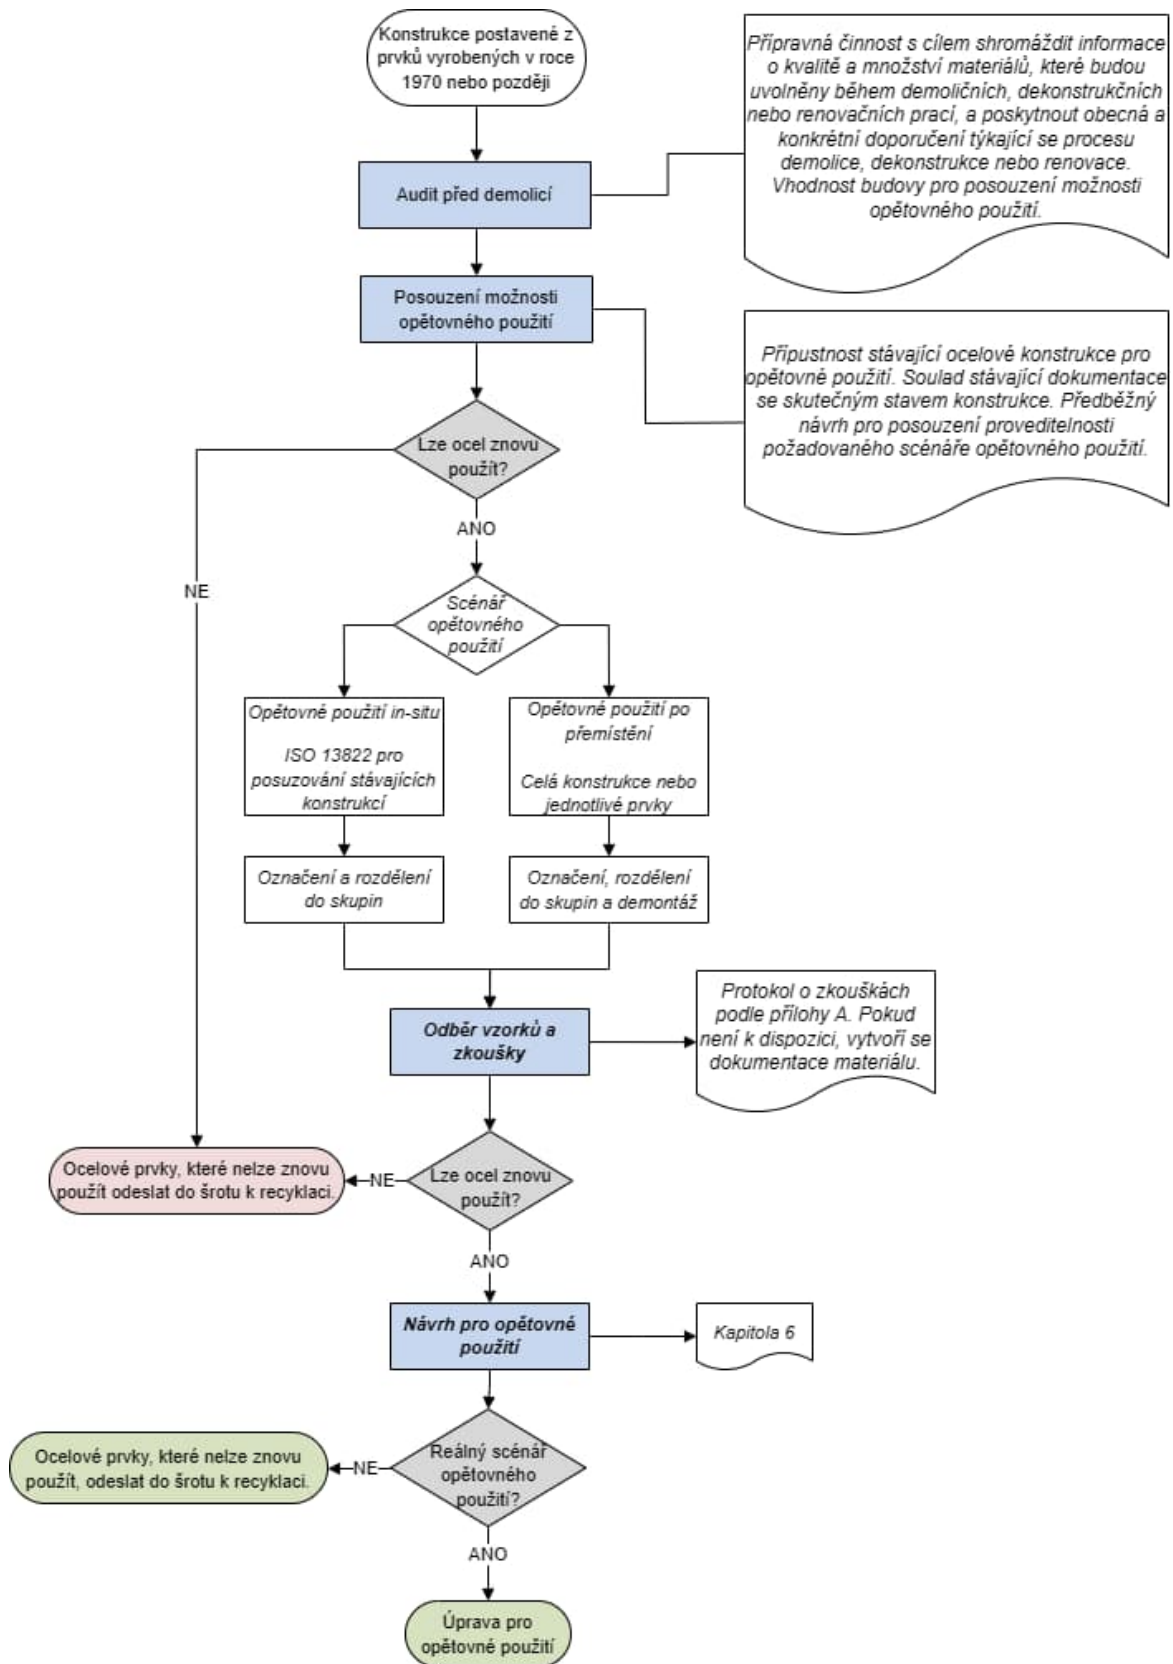 Konstrukce postavené z
prvků vyrobených v roce
1970 nebo později
Přípravná činnost s cílem shromáždit informace
o kvalitě a množství materiálů, které budou
uvolněny během demoličních, dekonstrukčních
nebo renovačních prací, a poskytnout obecná a
konkrétní doporučení týkající se procesu
demolice, dekonstrukce nebo renovace.
Vhodnost budovy pro posouzení možnosti
opětovného použití.
Audit před demolicí
Posouzení možnosti
opětovného použití
Přípustnost stávající ocelové konstrukce pro
opětovné použití. Soulad stávající dokumentace
se skutečným stavem konstrukce. Předběžný
návrh pro posouzení proveditelnosti
požadovaného scénáře opětovného použití.
Lze ocel znovu
použít?
ANO
NE
Scénář
opětovného
použití
Opětovné použití in-situ
ISO 13822 pro
posuzování stávajících
konstrukcí
Opětovné použití po
přemístění
Celá konstrukce nebo
jednotlivé prvky
Označení a rozdělení
do skupin
Označení, rozdělení
do skupin a demontáž
Odběr vzorků a
zkoušky
Protokol o zkouškách
podle přílohy A. Pokud
není k dispozici, vytvoří se
dokumentace materiálu.
Lze ocel znovu
použít?
NE
Ocelové prvky, které nelze znovu
použít odeslat do šrotu k recyklaci.
ANO
Návrh pro opětovné
použití
Kapitola 6
Reálný scénář
opětovného
použití?
NE
Ocelové prvky, které nelze znovu
použít, odeslat do šrotu k recyklaci.
ANO
Úprava pro
opětovné použití